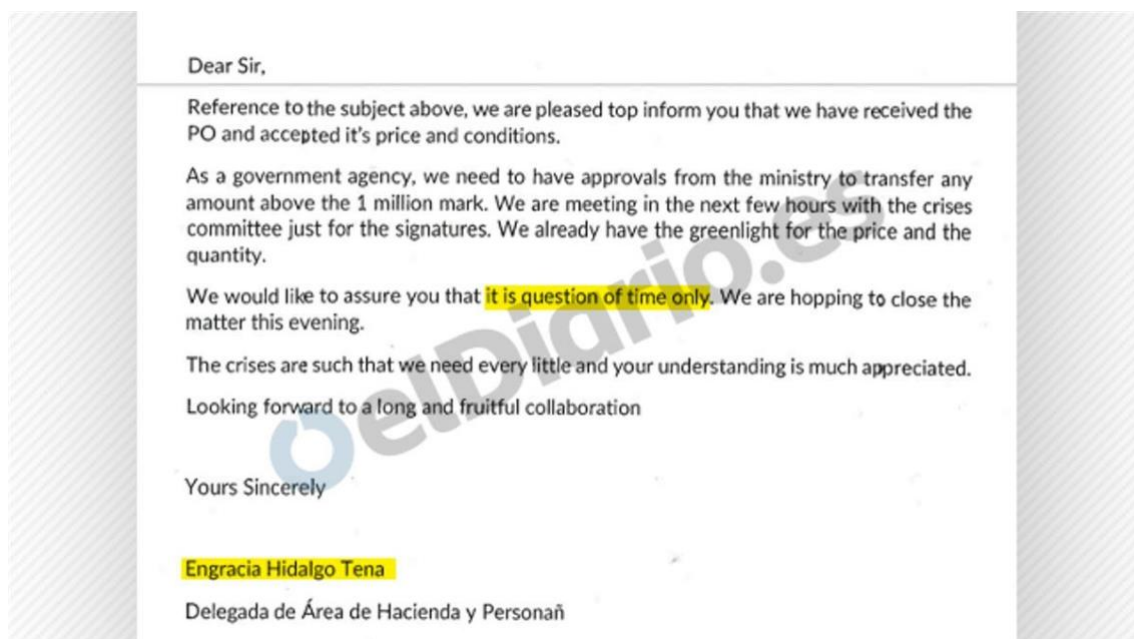 Dear Sir,
Reference to the subject above, we are pleased top inform you that we have received the
PO and accepted it's price and conditions.
As a government agency, we need to have approvals from the ministry to transfer any
amount above the 1 million mark. We are meeting in the next few hours with the crises
committee just for the signatures. We already have the greenlight for the price and the
quantity.
We would like to assure you that it is question of time only. We are hopping to close the
matter this evening.
The crises are such that we need every little and your understanding is much appreciated.
Looking forward to a long and fruitful collaboration
elDiario.es
Yours Sincerely
Engracia Hidalgo Tena
Delegada de Área de Hacienda y Personañ